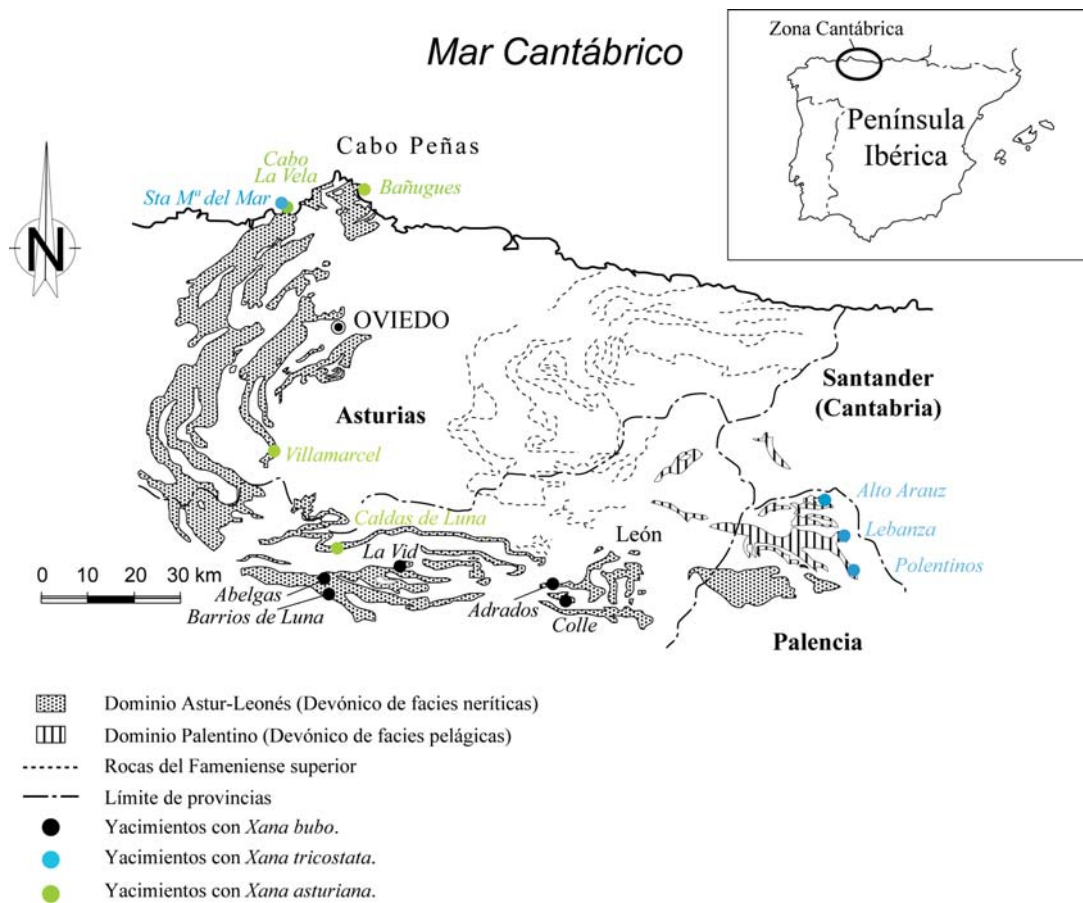 Mar Cantábrico
Zona Cantábrica
Península
Ibérica
Cabo Peñas
Cabo
La Vela
Bañugues
Sta Mª del Mar
N
OVIEDO
Asturias
Santander
(Cantabria)
Villamarcel
Alto Arauz
Caldas de Luna
Lebanza
León
La Vid
Polentinos
0 10 20 30 km
Abelgas
Barrios de Luna
Adrados
Colle
Palencia
Dominio Astur-Leonés (Devónico de facies neríticas)
Dominio Palentino (Devónico de facies pelágicas)
Rocas del Fameniense superior
Límite de provincias
Yacimientos con Xana bubo.
Yacimientos con Xana tricostata.
Yacimientos con Xana asturiana.